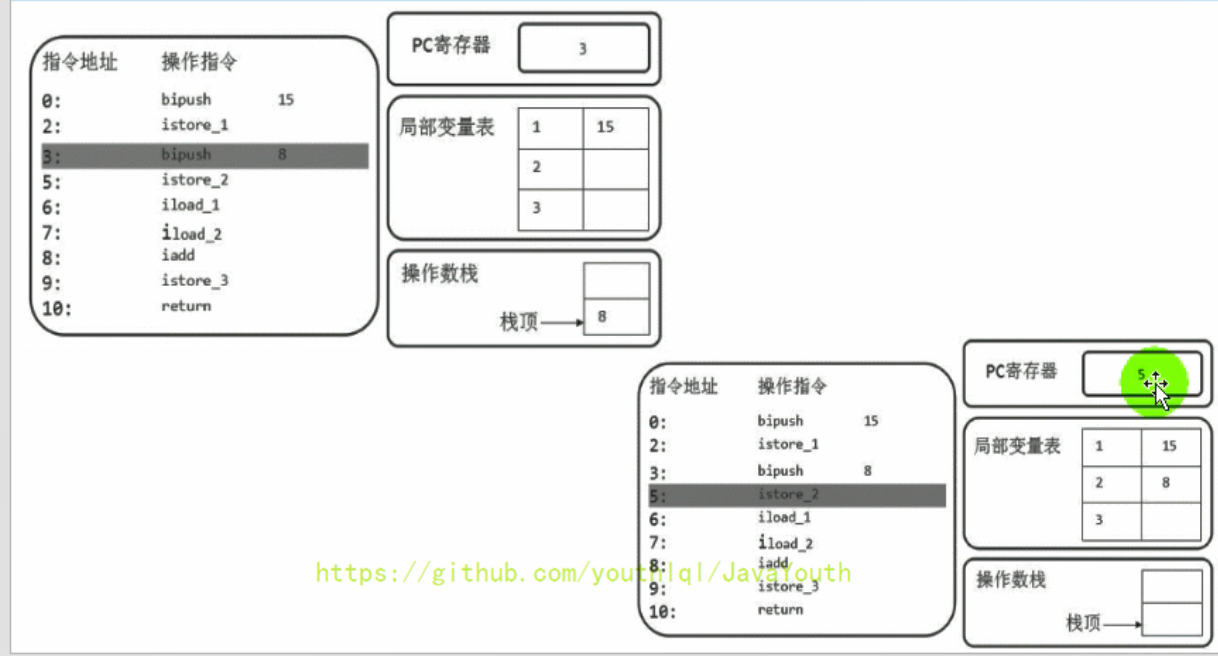 指令地址 操作指令
0: bipush 15
2: istore_1
3: bipush 8
5: istore_2
6: iload_1
7: iload_2
8: iadd
9: istore_3
10: return
PC寄存器 3
局部变量表 1 15
2
3
操作数栈
栈顶 8
指令地址 操作指令
0: bipush 15
2: istore_1
3: bipush 8
5: istore_2
6: iload_1
7: iload_2
8: iadd
9: istore_3
10: return
PC寄存器 5
局部变量表 1 15
2 8
3
操作数栈
栈顶
https://github.com/youthlql/JavaYouth